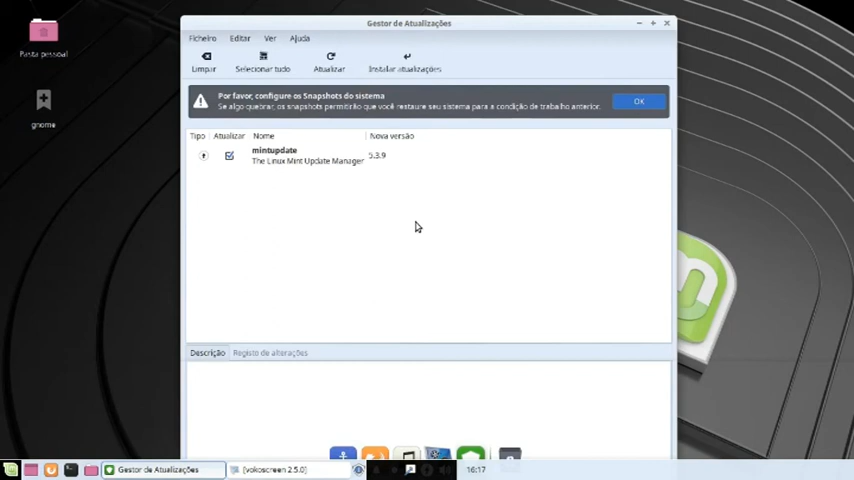 Gestor de Atualizações
Ficheiro Editar Ver Ajuda
Limpar Selecionar tudo Atualizar Instalar atualizações
Por favor, configure os Snapshots do sistema
Se algo quebrar, os snapshots permitirão que você restaure seu sistema para a condição de trabalho anterior.
OK
Tipo Atualizar Nome Nova versão
mintupdate
The Linux Mint Update Manager
5.3.9
Descrição Registo de alterações
Pasta pessoal
gnome
Gestor de Atualizações [vokoscreen 2.5.0] 16:17